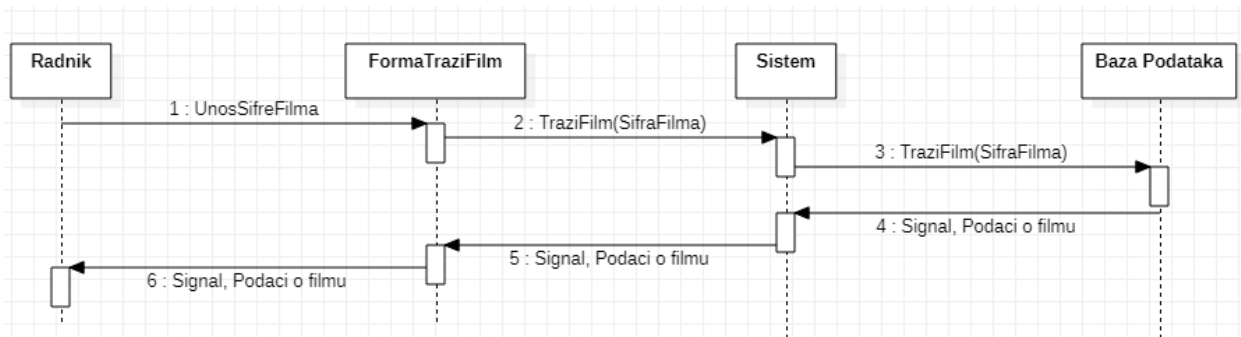 Radnik
FormaTraziFilm
Sistem
Baza Podataka
1 : UnosSifreFilma
2 : TraziFilm(SifraFilma)
3 : TraziFilm(SifraFilma)
4 : Signal, Podaci o filmu
5 : Signal, Podaci o filmu
6 : Signal, Podaci o filmu